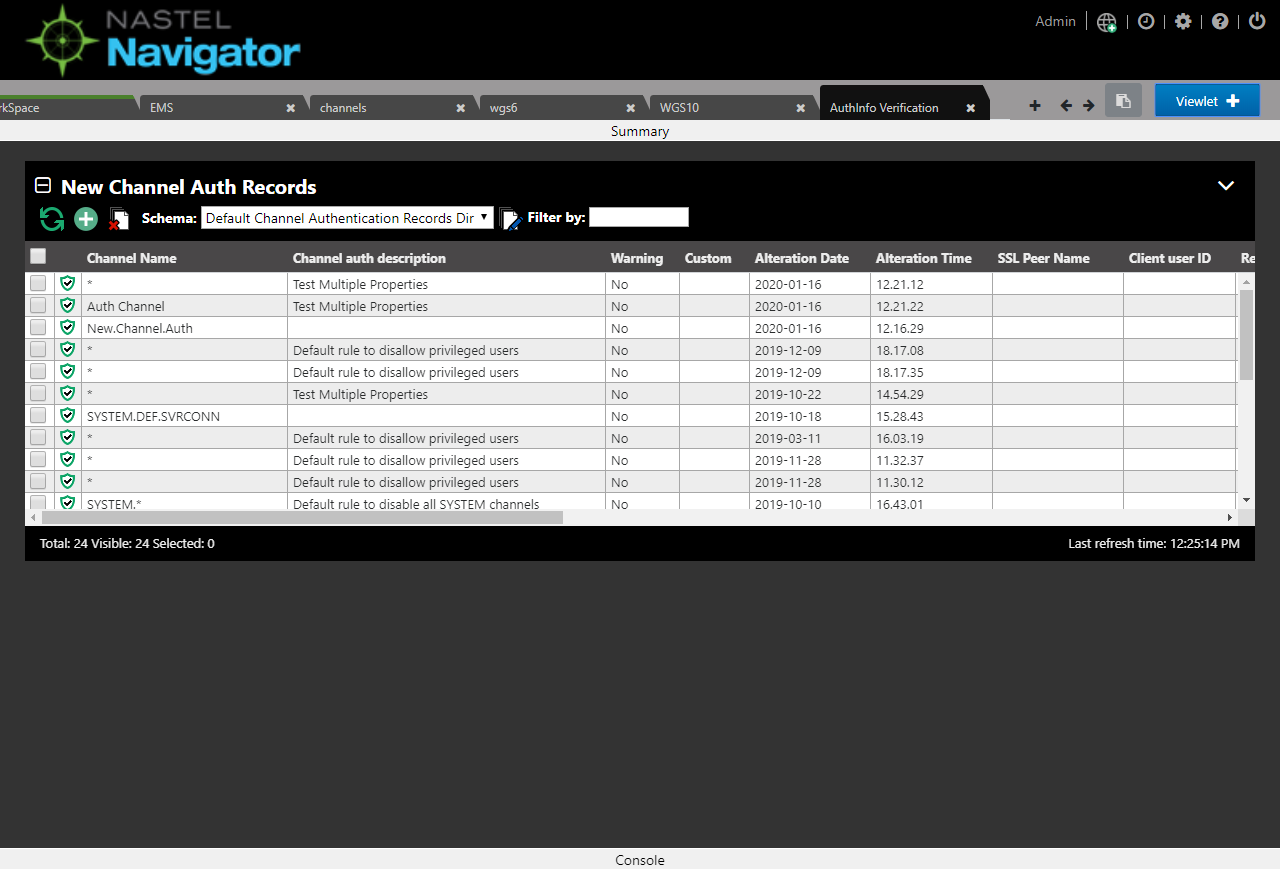 NASTEL
Navigator
Admin
rkSpace EMS channels wgs6 WGS10 AuthInfo Verification Viewlet
Summary
New Channel Auth Records
Schema: Default Channel Authentication Records Dir Filter by:
Channel Name Channel auth description Warning Custom Alteration Date Alteration Time SSL Peer Name Client user ID Re
* Test Multiple Properties No 2020-01-16 12.21.12
Auth Channel Test Multiple Properties No 2020-01-16 12.21.22
New.Channel.Auth No 2020-01-16 12.16.29
* Default rule to disallow privileged users No 2019-12-09 18.17.08
* Default rule to disallow privileged users No 2019-12-09 18.17.35
* Test Multiple Properties No 2019-10-22 14.54.29
SYSTEM.DEF.SVRCONN No 2019-10-18 15.28.43
* Default rule to disallow privileged users No 2019-03-11 16.03.19
* Default rule to disallow privileged users No 2019-11-28 11.32.37
* Default rule to disallow privileged users No 2019-11-28 11.30.12
SYSTEM.* Default rule to disable all SYSTEM channels No 2019-10-10 16.43.01
Total: 24 Visible: 24 Selected: 0 Last refresh time: 12:25:14 PM
Console